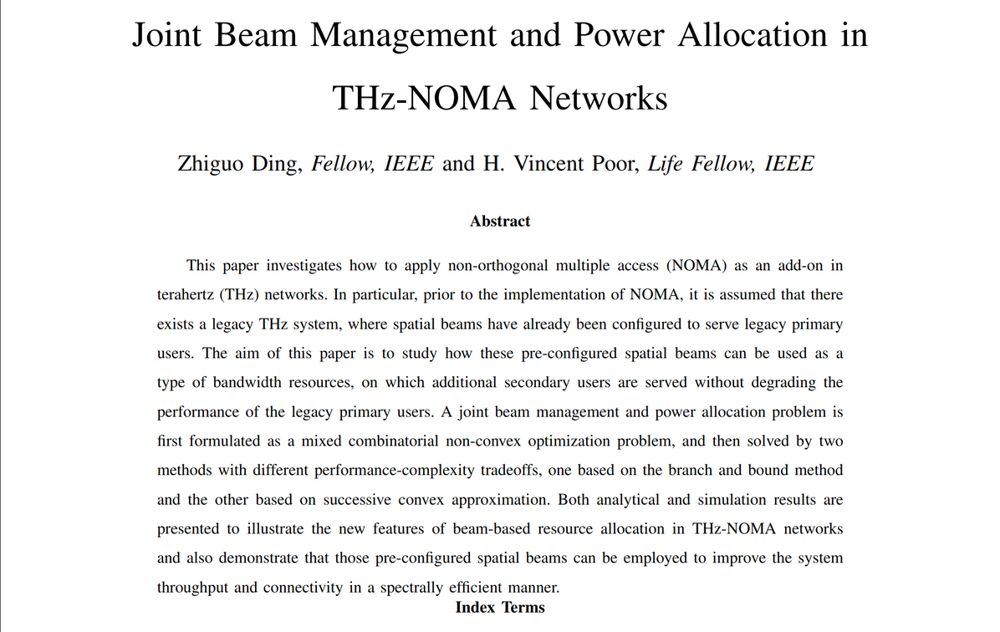 Joint Beam Management and Power Allocation in
THz-NOMA Networks
Zhiguo Ding, Fellow, IEEE and H. Vincent Poor, Life Fellow, IEEE
Abstract
This paper investigates how to apply non-orthogonal multiple access (NOMA) as an add-on in
terahertz (THz) networks. In particular, prior to the implementation of NOMA, it is assumed that there
exists a legacy THz system, where spatial beams have already been configured to serve legacy primary
users. The aim of this paper is to study how these pre-configured spatial beams can be used as a
type of bandwidth resources, on which additional secondary users are served without degrading the
performance of the legacy primary users. A joint beam management and power allocation problem is
first formulated as a mixed combinatorial non-convex optimization problem, and then solved by two
methods with different performance-complexity tradeoffs, one based on the branch and bound method
and the other based on successive convex approximation. Both analytical and simulation results are
presented to illustrate the new features of beam-based resource allocation in THz-NOMA networks
and also demonstrate that those pre-configured spatial beams can be employed to improve the system
throughput and connectivity in a spectrally efficient manner.
Index Terms